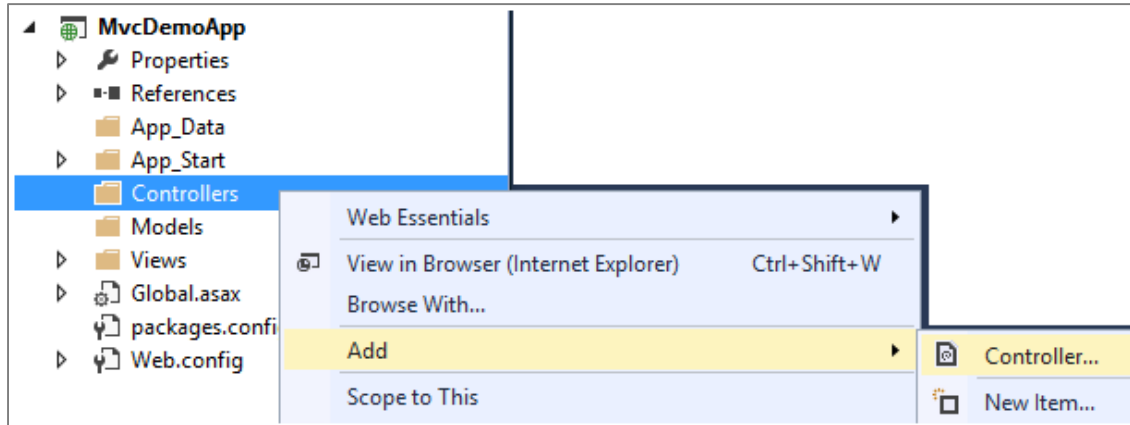 MvcDemoApp
Properties
References
App_Data
App_Start
Controllers
Models
Views
Global.asax
packages.confi
Web.config
Web Essentials
View in Browser (Internet Explorer) Ctrl+Shift+W
Browse With...
Add
Scope to This
Controller...
New Item...